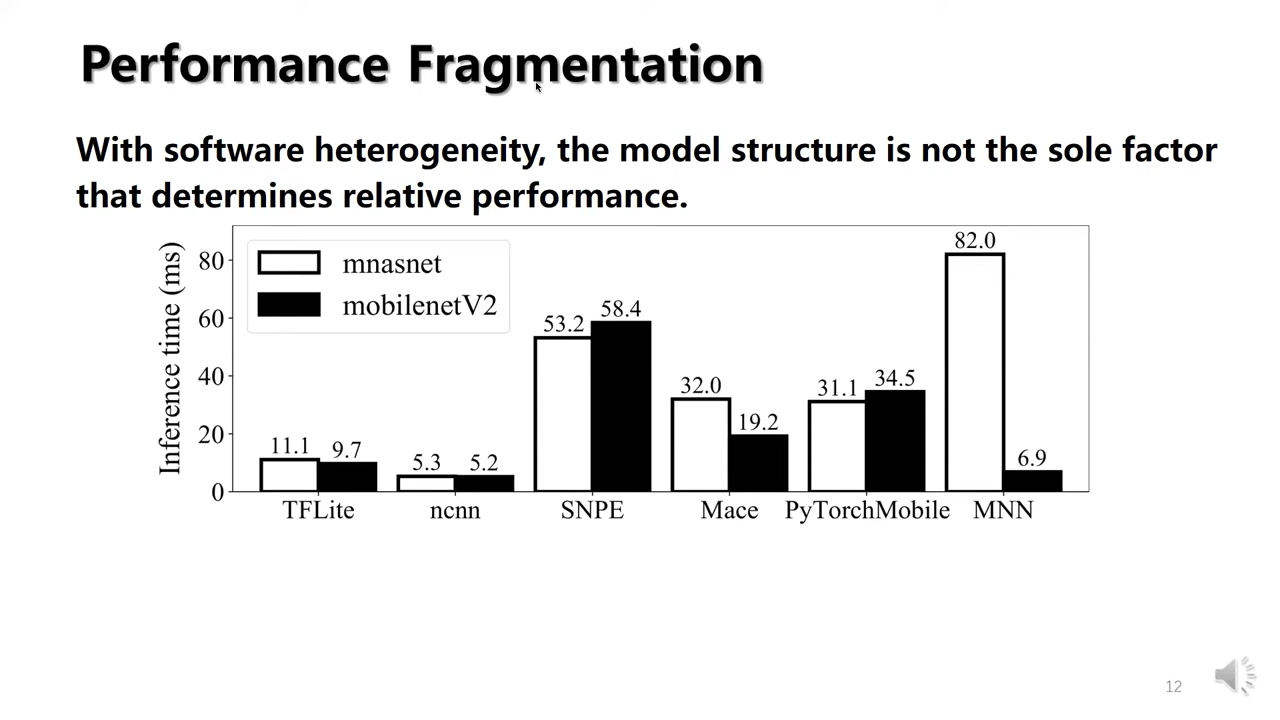 Performance Fragmentation
With software heterogeneity, the model structure is not the sole factor
that determines relative performance.
Inference time (ms)
80
60
40
20
0
mnasnet
mobilenetV2
11.1
9.7
5.3
5.2
53.2
58.4
32.0
19.2
31.1
34.5
82.0
6.9
TFLite
ncnn
SNPE
Mace
PyTorchMobile
MNN
12